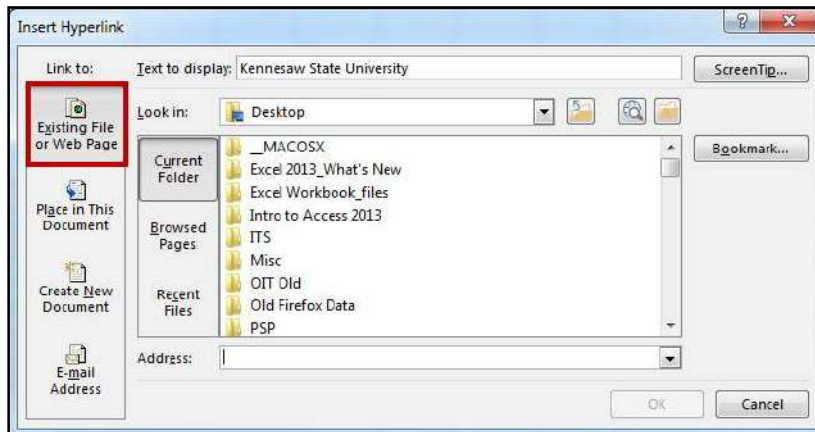 Insert Hyperlink
Link to:
Text to display: Kennesaw State University
ScreenTip...
Existing File
or Web Page
Look in: Desktop
Bookmark...
Current
Folder
__MACOSX
Excel 2013_What's New
Excel Workbook_files
Intro to Access 2013
ITS
Misc
OIT Old
Old Firefox Data
PSP
Place in This
Document
Browsed
Pages
Create New
Document
Recent
Files
E-mail
Address
Address:
OK
Cancel